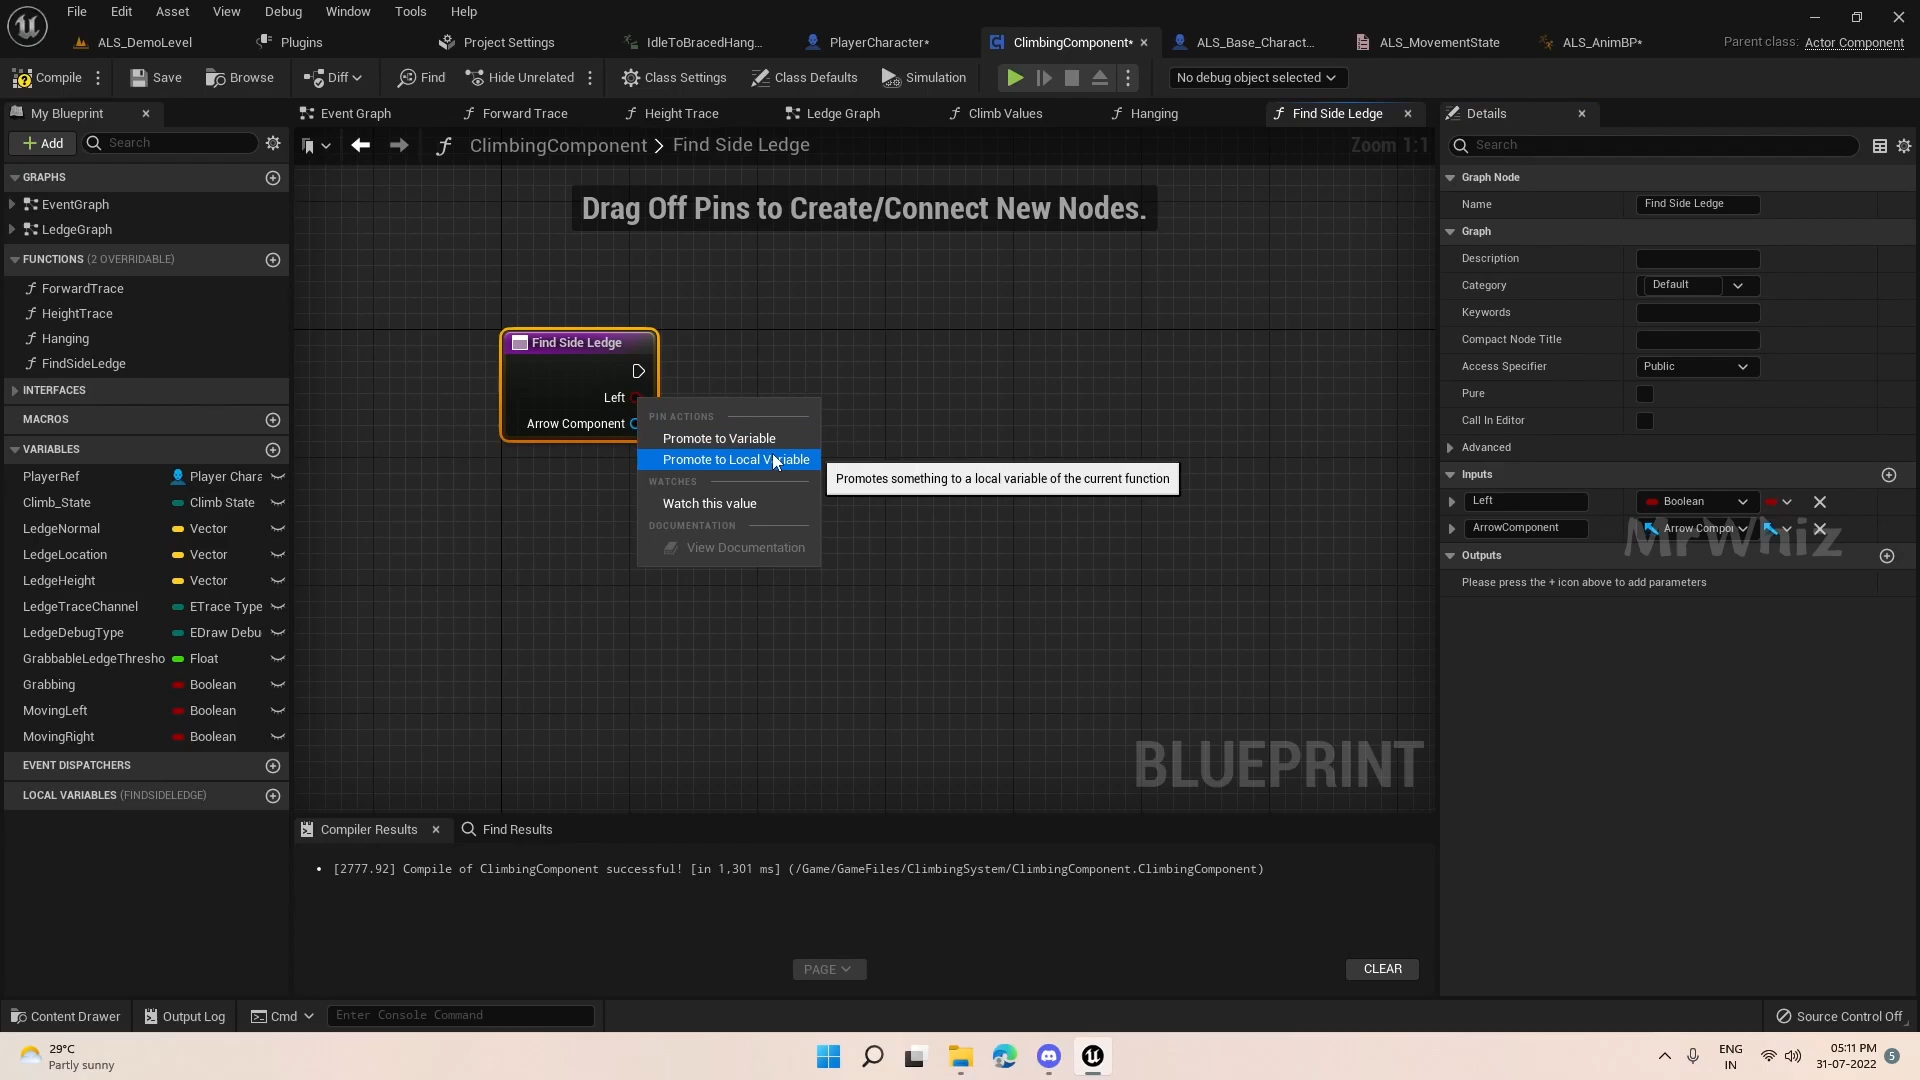 File Edit Asset View Debug Window Tools Help
ALS_DemoLevel Plugins Project Settings IdleToBracedHang... PlayerCharacter* ClimbingComponent* ALS_Base_Charact... ALS_MovementState ALS_AnimBP* Parent class: Actor Component
Compile Save Browse Diff Find Hide Unrelated Class Settings Class Defaults Simulation No debug object selected
My Blueprint Event Graph Forward Trace Height Trace Ledge Graph Climb Values Hanging Find Side Ledge Details
Add Search ClimbingComponent > Find Side Ledge Zoom 1:1 Search
GRAPHS
EventGraph
LedgeGraph
FUNCTIONS (2 OVERRIDABLE)
ForwardTrace
HeightTrace
Hanging
FindSideLedge
INTERFACES
MACROS
VARIABLES
PlayerRef Player Chara
Climb_State Climb State
LedgeNormal Vector
LedgeLocation Vector
LedgeHeight Vector
LedgeTraceChannel ETrace Type
LedgeDebugType EDraw Debu
GrabbableLedgeThresho Float
Grabbing Boolean
MovingLeft Boolean
MovingRight Boolean
EVENT DISPATCHERS
LOCAL VARIABLES (FINDSIDELEDGE)
Drag Off Pins to Create/Connect New Nodes.
Find Side Ledge
Left
Arrow Component
PIN ACTIONS
Promote to Variable
Promote to Local Variable
WATCHES
Watch this value
DOCUMENTATION
View Documentation
Promotes something to a local variable of the current function
BLUEPRINT
Graph Node
Name Find Side Ledge
Graph
Description
Category Default
Keywords
Compact Node Title
Access Specifier Public
Pure
Call In Editor
Advanced
Inputs
Left Boolean
ArrowComponent Arrow Compoi
MrWhiz
Outputs
Please press the + icon above to add parameters
Compiler Results Find Results
• [2777.92] Compile of ClimbingComponent successful! [in 1,301 ms] (/Game/GameFiles/ClimbingSystem/ClimbingComponent.ClimbingComponent)
PAGE CLEAR
Content Drawer Output Log Cmd Enter Console Command Source Control Off
29°C
Partly sunny
ENG
IN
05:11 PM
31-07-2022
5